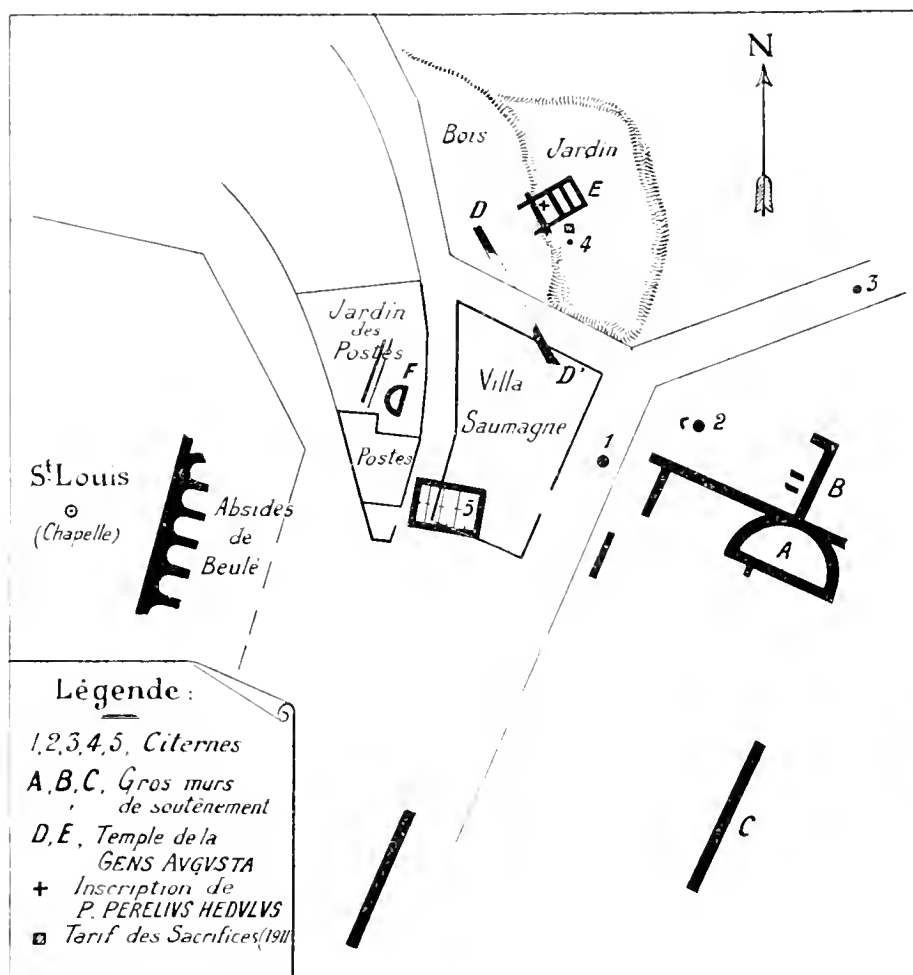 N
Bois
Jardin
E
D
4
3
Jardin
des
Postes
F
Villa
Saumagne
D'
Postes
1
2
B
A
5
St Louis
(Chapelle)
Absides
de
Beulé
C
Légende :
1,2,3,4,5, Citernes
A,B,C, Gros murs
de soutènement
D,E, Temple de la
GENS AVGVSTA
+ Inscription de
P. PERELIVS HEDVLVS
Tarif des Sacrifices (1911